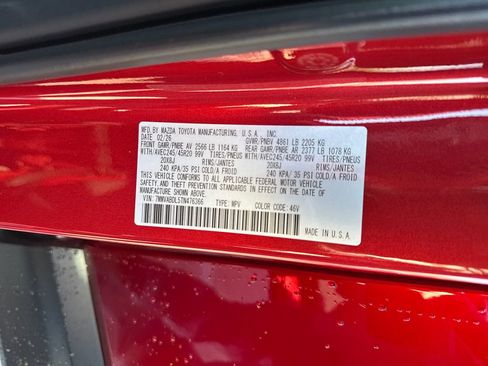 MFD.BY MAZDA TOYOTA MANUFACTURING, U.S.A., INC.
DATE: 02/26 GVWR/PNBV 4861 LB 2205 KG
FRONT GAWR/PNBE AV 2566 LB 1164 KG REAR GAWR/PNBE AR 2377 LB 1078 KG
WITH/AVEC245/45R20 99V TIRES/PNEUS WITH/AVEC245/45R20 99V TIRES/PNEUS
20X8J RIMS/JANTES 20X8J RIMS/JANTES
240 KPA/ 35 PSI COLD/A FROID 240 KPA/ 35 PSI COLD/A FROID
THIS VEHICLE CONFORMS TO ALL APPLICABLE FEDERAL MOTOR VEHICLE
SAFETY AND THEFT PREVENTION STANDARDS IN EFFECT ON THE DATE OF
MANUFACTURE SHOWN ABOVE.
VIN: 7MMVABDL5TN476366 TYPE: MPV COLOR: 46V
MADE IN U.S.A.